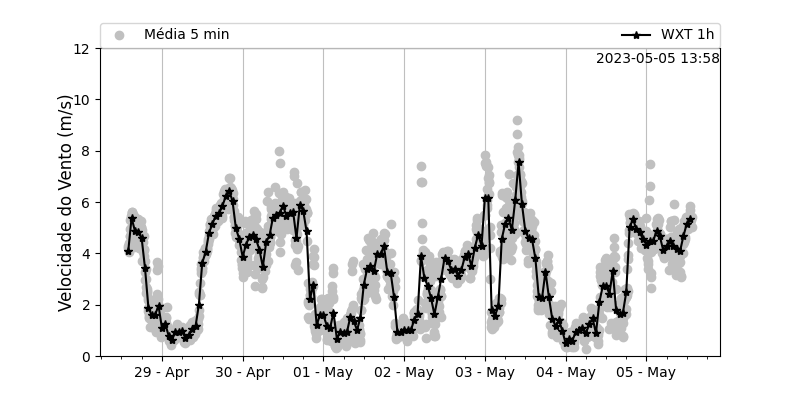 Média 5 min
WXT 1h
2023-05-05 13:58
Velocidade do Vento (m/s)
12
10
8
6
4
2
0
29 - Apr
30 - Apr
01 - May
02 - May
03 - May
04 - May
05 - May